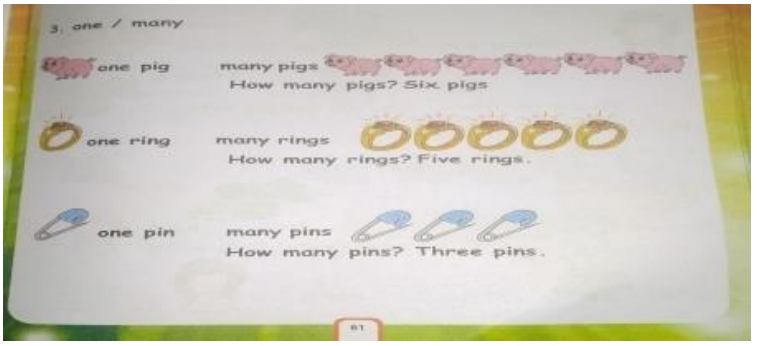 3. one / many
one pig many pigs
How many pigs? Six pigs
one ring many rings
How many rings? Five rings.
one pin many pins
How many pins? Three pins.
61